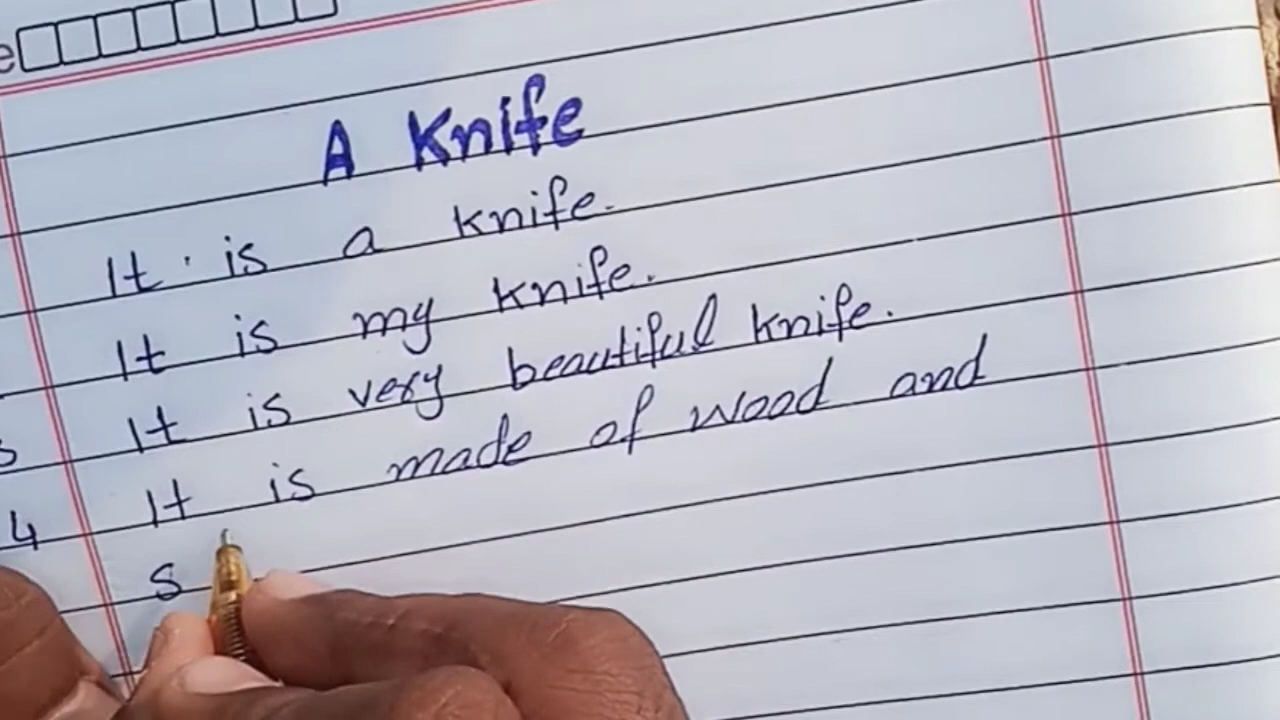 e
A Knife
It is a knife.
It is my knife.
3 It is very beautiful knife.
4 It is made of wood and
s